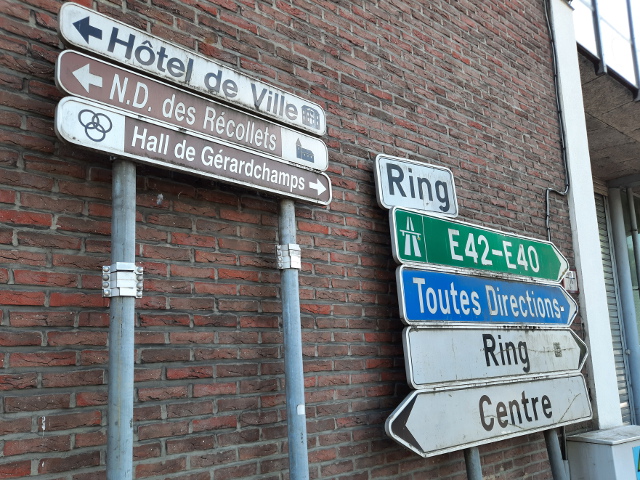 Hôtel de Ville
N.D. des Récollets
Hall de Gérardchamps
Ring
E42-E40
Toutes Directions
Ring
Centre